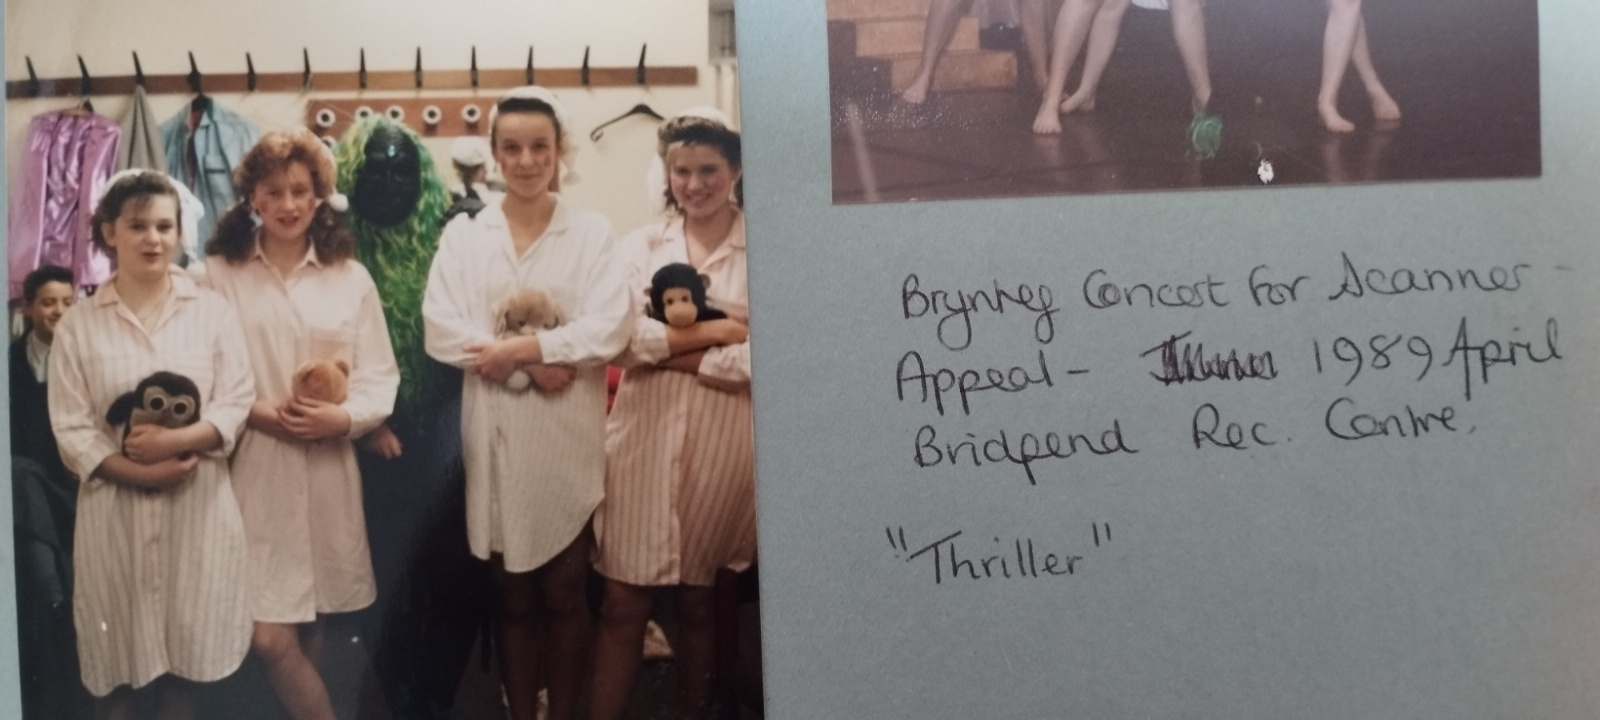 Brynteg Concert for Scanner -
Appeal - 1989 April
Bridgend Rec. Centre.
"Thriller"